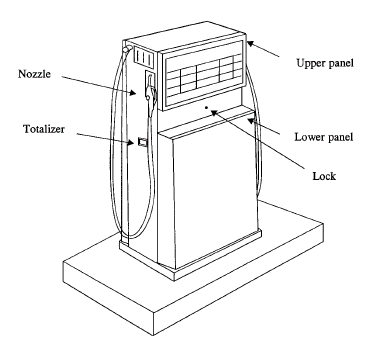 Upper panel
Nozzle
Totalizer
Lower panel
Lock